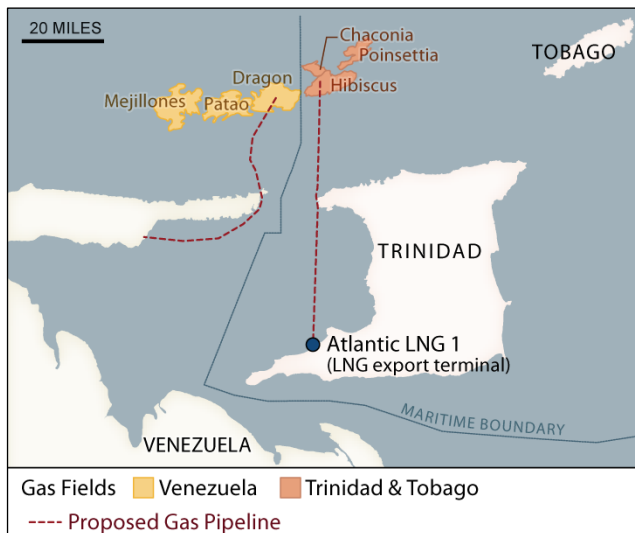 20 MILES
Chaconia
Poinsettia
TOBAGO
Dragon
Hibiscus
Mejillones
Patao
TRINIDAD
Atlantic LNG 1
(LNG export terminal)
MARITIME BOUNDARY
VENEZUELA
Gas Fields Venezuela Trinidad & Tobago
Proposed Gas Pipeline